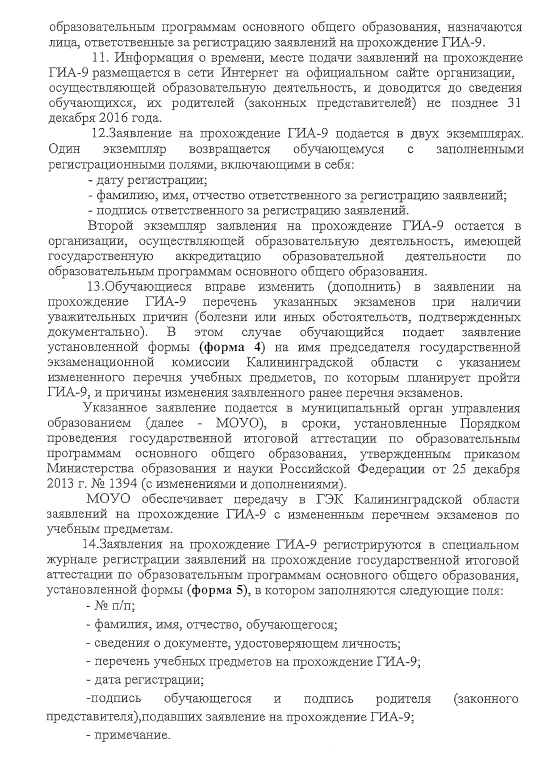 образовательным программам основного общего образования, назначаются
лица, ответственные за регистрацию заявлений на прохождение ГИА-9.
11. Информация о времени, месте подачи заявлений на прохождение
ГИА-9 размещается в сети Интернет на официальном сайте организации,
осуществляющей образовательную деятельность, и доводится до сведения
обучающихся, их родителей (законных представителей) не позднее 31
декабря 2016 года.
12.Заявление на прохождение ГИА-9 подается в двух экземплярах.
Один экземпляр возвращается обучающемуся с заполненными
регистрационными полями, включающими в себя:
- дату регистрации;
- фамилию, имя, отчество ответственного за регистрацию заявлений;
- подпись ответственного за регистрацию заявлений.
Второй экземпляр заявления на прохождение ГИА-9 остается в
организации, осуществляющей образовательную деятельность, имеющей
государственную аккредитацию образовательной деятельности по
образовательным программам основного общего образования.
13.Обучающиеся вправе изменить (дополнить) в заявлении на
прохождение ГИА-9 перечень указанных экзаменов при наличии
уважительных причин (болезни или иных обстоятельств, подтвержденных
документально). В этом случае обучающийся подает заявление
установленной формы (форма 4) на имя председателя государственной
экзаменационной комиссии Калининградской области с указанием
измененного перечня учебных предметов, по которым планирует пройти
ГИА-9, и причины изменения заявленного ранее перечня экзаменов.
Указанное заявление подается в муниципальный орган управления
образованием (далее - МОУО), в сроки, установленные Порядком
проведения государственной итоговой аттестации по образовательным
программам основного общего образования, утвержденным приказом
Министерства образования и науки Российской Федерации от 25 декабря
2013 г. № 1394 (с изменениями и дополнениями).
МОУО обеспечивает передачу в ГЭК Калининградской области
заявлений на прохождение ГИА-9 с измененным перечнем экзаменов по
учебным предметам.
14.Заявления на прохождение ГИА-9 регистрируются в специальном
журнале регистрации заявлений на прохождение государственной итоговой
аттестации по образовательным программам основного общего образования,
установленной формы (форма 5), в котором заполняются следующие поля:
- № п/п;
- фамилия, имя, отчество, обучающегося;
- сведения о документе, удостоверяющем личность;
- перечень учебных предметов на прохождение ГИА-9;
- дата регистрации;
-подпись обучающегося и подпись родителя (законного
представителя),подавших заявление на прохождение ГИА-9;
- примечание.